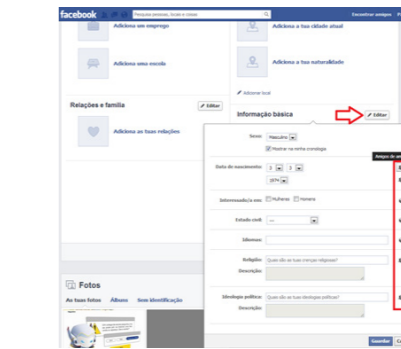 facebook
Pesquisa pessoas, locais e coisas
Encontrar amigos
Adiciona um emprego
Adiciona a tua cidade atual
Adiciona uma escola
Adiciona a tua naturalidade
Adicionar local
Relações e família
Editar
Informação básica
Editar
Adiciona as tuas relações
Sexo:
Masculino
Mostrar na minha cronologia
Data de nascimento:
Interessado/a em:
Mulheres
Homens
Estado civil:
Idiomas:
Religião:
Quais são as tuas crenças religiosas?
Descrição:
Ideologia política:
Quais são as tuas ideologias políticas?
Descrição:
Guardar
Fotos
As tuas fotos
Álbuns
Sem identificação